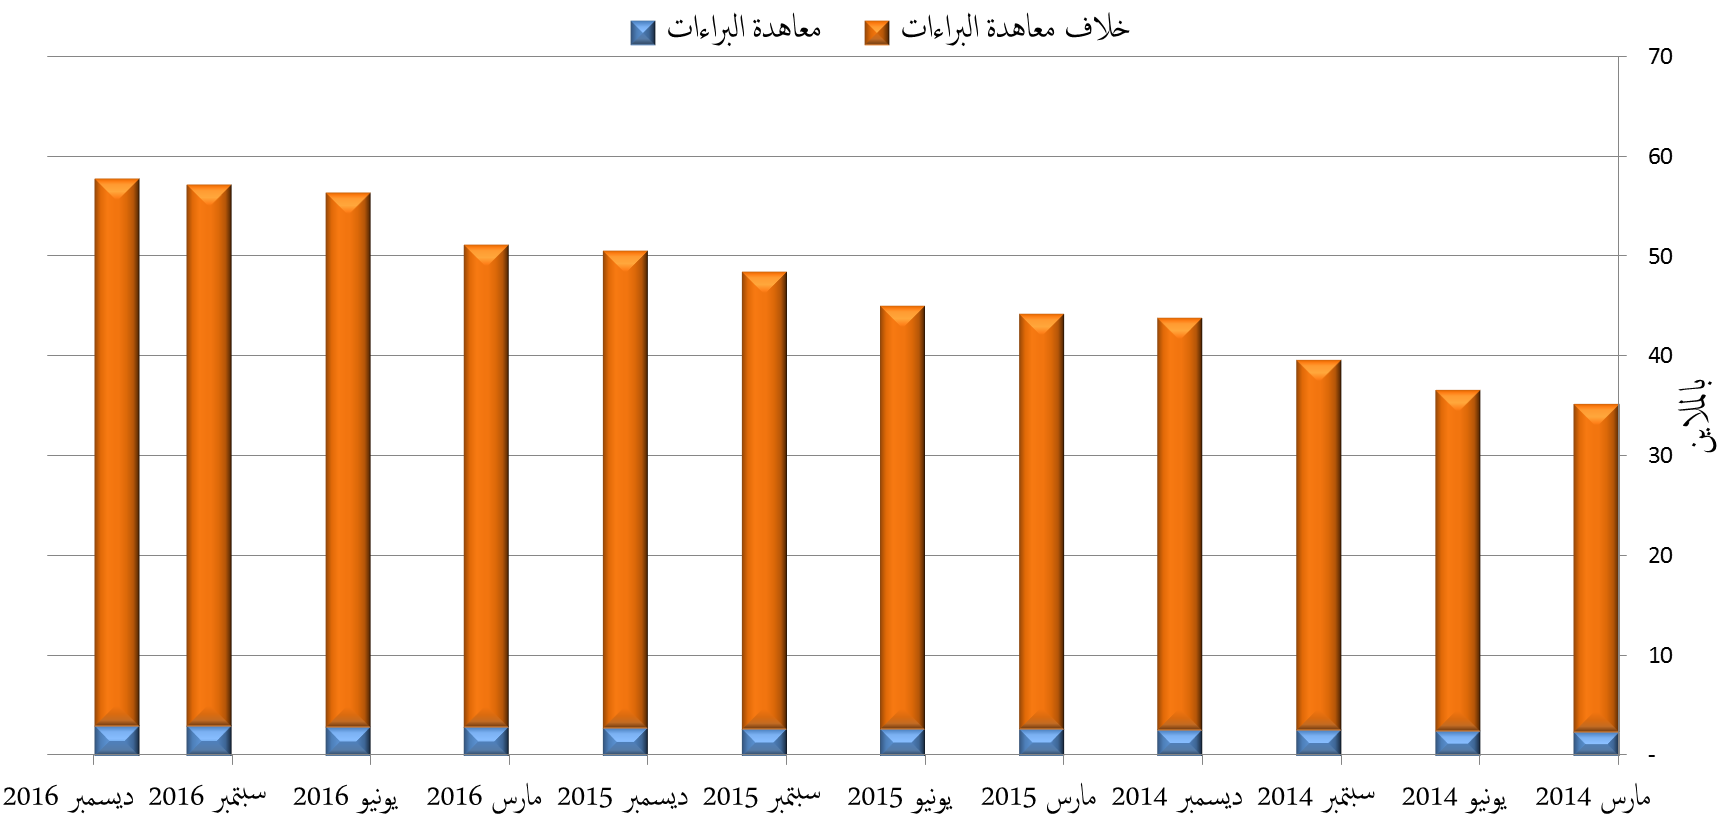 خلاف معاهدة البراءات
معاهدة البراءات
70
60
50
40
30
20
10
-
بالملايين
مارس 2014
يونيو 2014
سبتمبر 2014
ديسمبر 2014
مارس 2015
يونيو 2015
سبتمبر 2015
ديسمبر 2015
مارس 2016
يونيو 2016
سبتمبر 2016
ديسمبر 2016